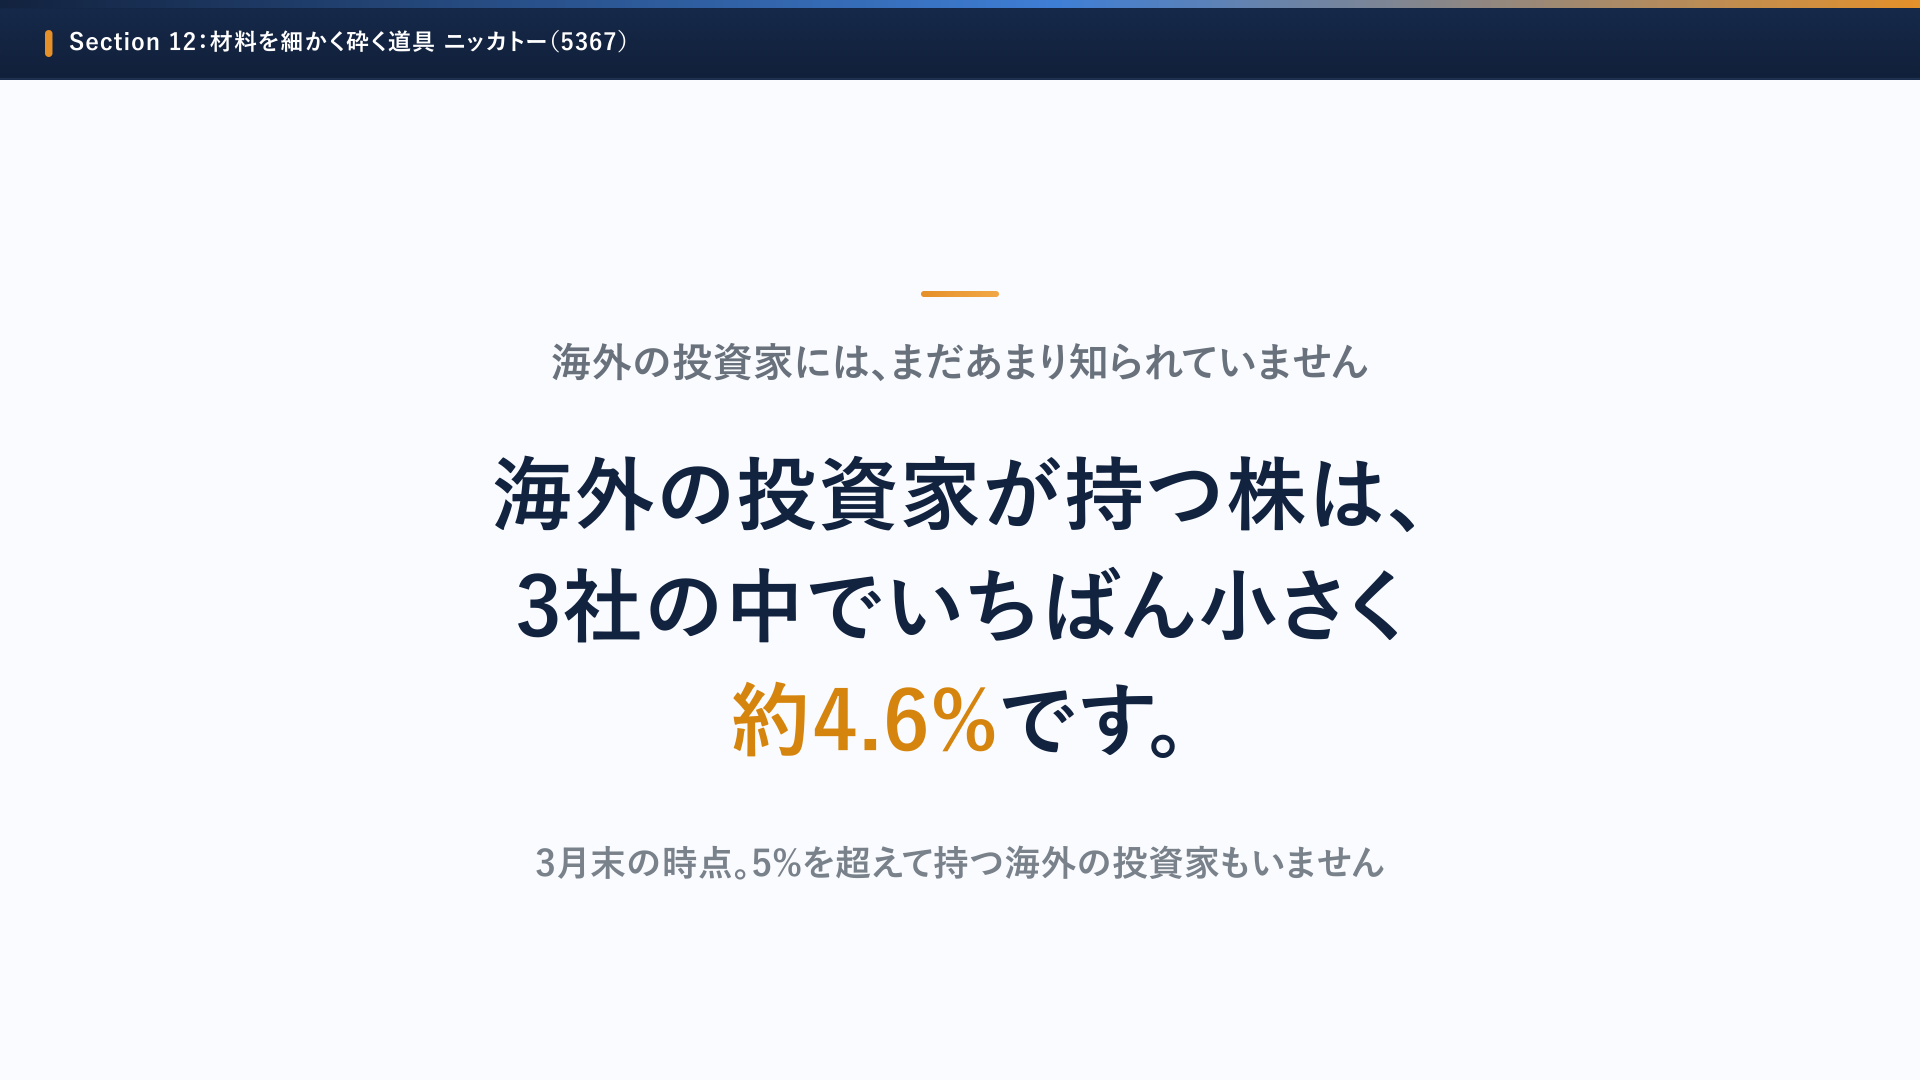 Section 12：材料を細かく砕く道具 ニッカトー（5367）
海外の投資家には、まだあまり知られていません
海外の投資家が持つ株は、
3社の中でいちばん小さく
約4.6%です。
3月末の時点。5%を超えて持つ海外の投資家もいません